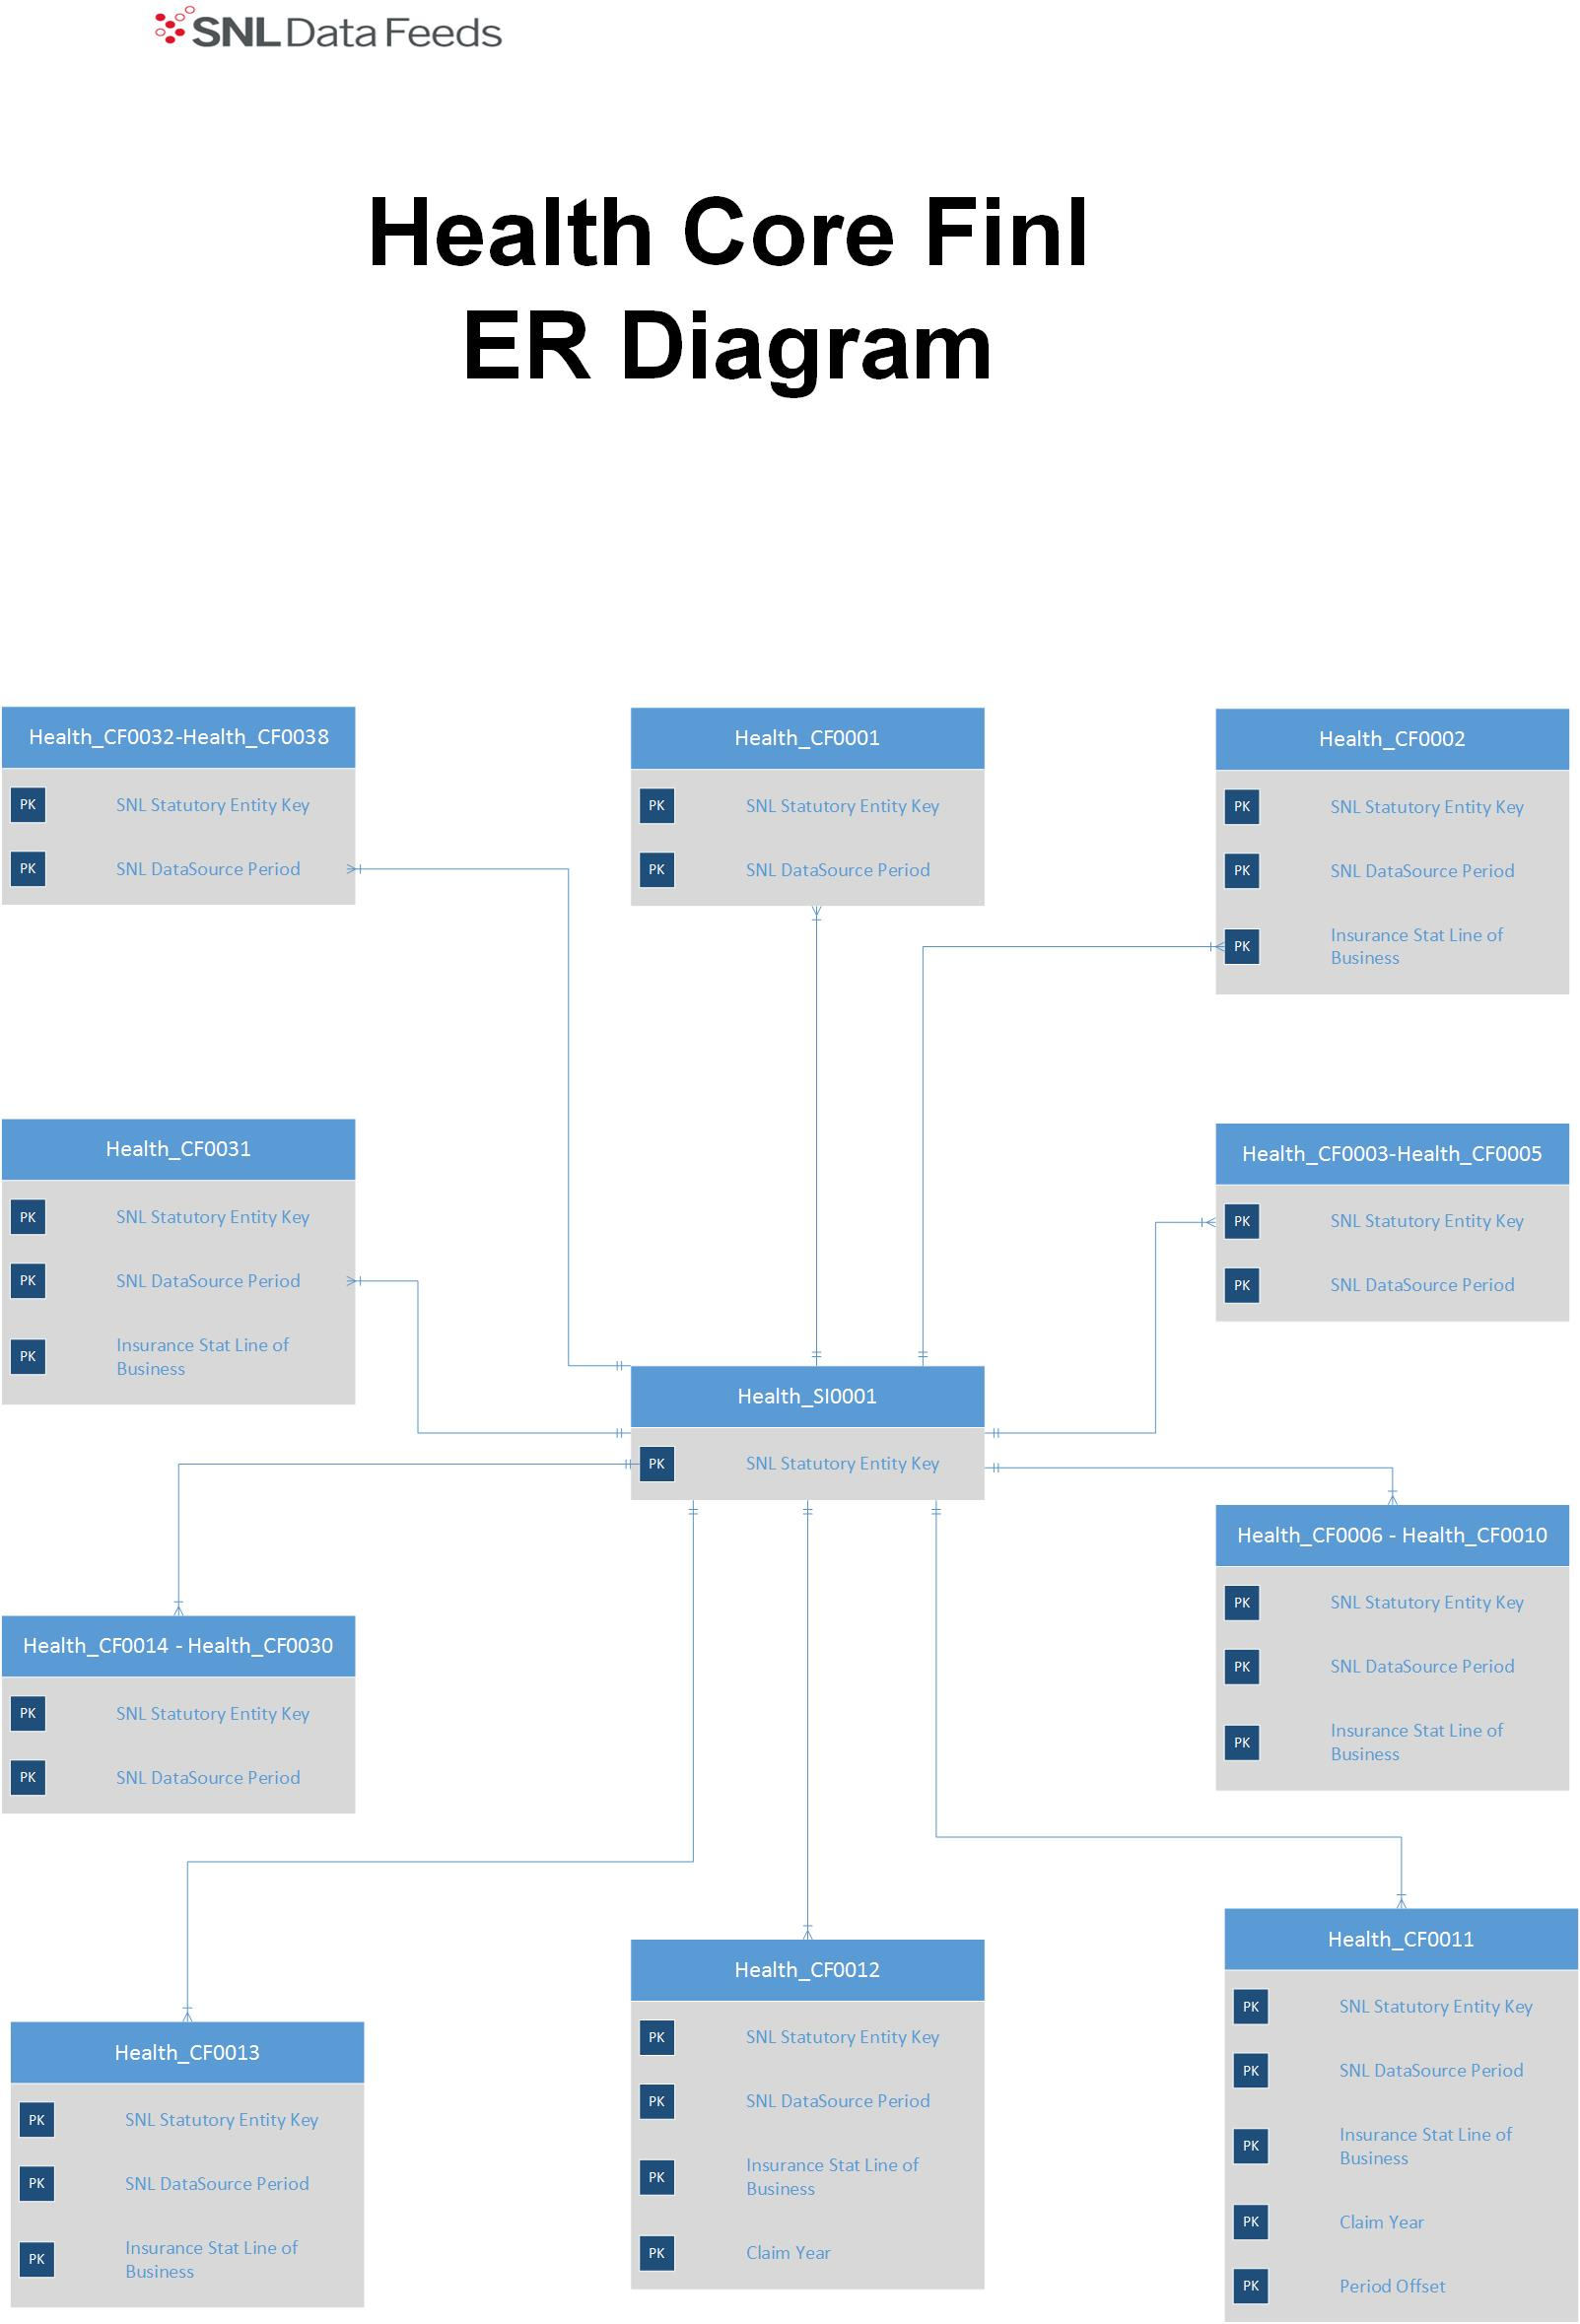 SNL Data Feeds
Health Core Finl
ER Diagram
Health_CF0032-Health_CF0038
PK SNL Statutory Entity Key
PK SNL DataSource Period
Health_CF0001
PK SNL Statutory Entity Key
PK SNL DataSource Period
Health_CF0002
PK SNL Statutory Entity Key
PK SNL DataSource Period
PK Insurance Stat Line of
Business
Health_CF0031
PK SNL Statutory Entity Key
PK SNL DataSource Period
PK Insurance Stat Line of
Business
Health_CF0003-Health_CF0005
PK SNL Statutory Entity Key
PK SNL DataSource Period
Health_SI0001
PK SNL Statutory Entity Key
Health_CF0006 - Health_CF0010
PK SNL Statutory Entity Key
PK SNL DataSource Period
PK Insurance Stat Line of
Business
Health_CF0014 - Health_CF0030
PK SNL Statutory Entity Key
PK SNL DataSource Period
Health_CF0013
PK SNL Statutory Entity Key
PK SNL DataSource Period
PK Insurance Stat Line of
Business
Health_CF0012
PK SNL Statutory Entity Key
PK SNL DataSource Period
PK Insurance Stat Line of
Business
PK Claim Year
Health_CF0011
PK SNL Statutory Entity Key
PK SNL DataSource Period
PK Insurance Stat Line of
Business
PK Claim Year
PK Period Offset